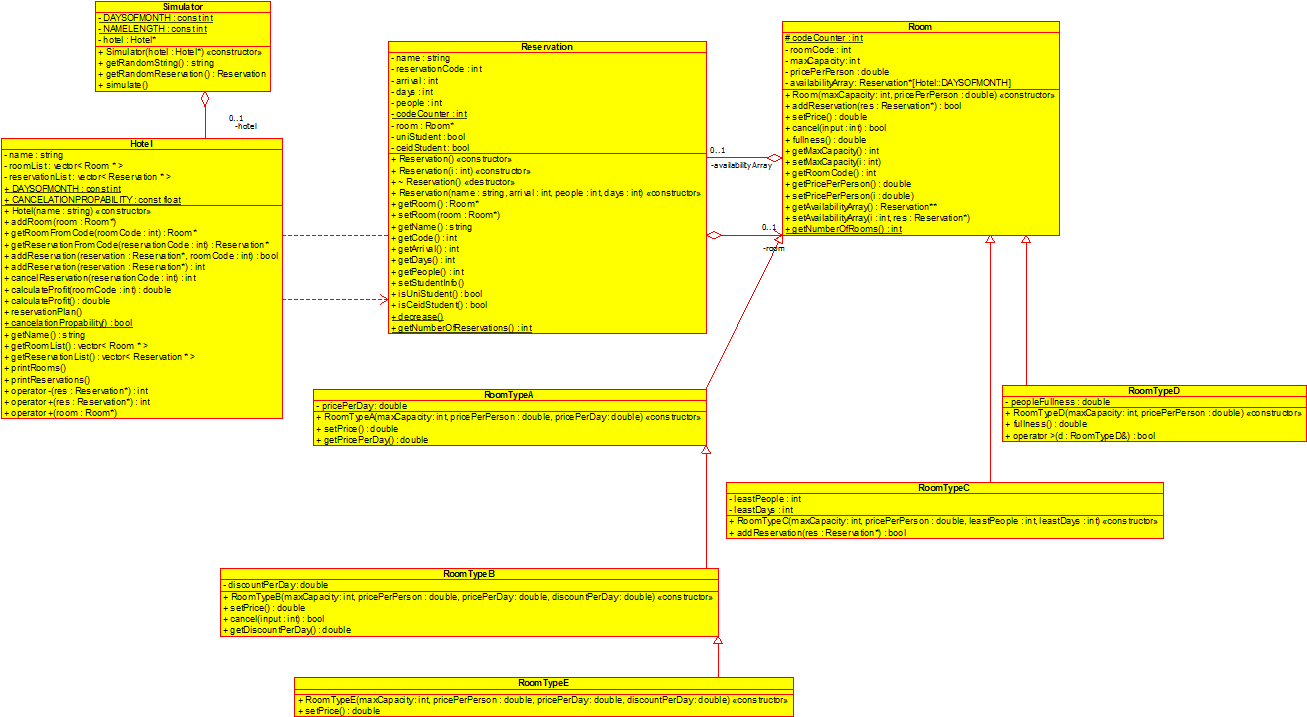 Simulator
- DAYSOFMONTH : const int
- NAMELENGTH : const int
- hotel : Hotel*
+ Simulator(hotel : Hotel*) «constructor»
+ getRandomString() : string
+ getRandomReservation() : Reservation
+ simulate()
0..1
-hotel
Hotel
- name : string
- roomList : vector< Room * >
- reservationList : vector< Reservation * >
+ DAYSOFMONTH : const int
+ CANCELATIONPROPABILITY : const float
+ Hotel(name : string) «constructor»
+ addRoom(room : Room*)
+ getRoomFromCode(roomCode : int) : Room*
+ getReservationFromCode(reservationCode : int) : Reservation*
+ addReservation(reservation : Reservation*, roomCode : int) : bool
+ addReservation(reservation : Reservation*) : int
+ cancelReservation(reservationCode : int) : int
+ calculateProfit(roomCode : int) : double
+ calculateProfit() : double
+ reservationPlan()
+ cancelationPropability() : bool
+ getName() : string
+ getRoomList() : vector< Room * >
+ getReservationList() : vector< Reservation * >
+ printRooms()
+ printReservations()
+ operator -(res : Reservation*) : int
+ operator +(res : Reservation*) : int
+ operator +(room : Room*)
Reservation
- name : string
- reservationCode : int
- arrival : int
- days : int
- people : int
- codeCounter : int
- room : Room*
- uniStudent : bool
- ceidStudent : bool
+ Reservation() «constructor»
+ Reservation(i : int) «constructor»
+ ~ Reservation() «destructor»
+ Reservation(name : string, arrival : int, people : int, days : int) «constructor»
+ getRoom() : Room*
+ setRoom(room : Room*)
+ getName() : string
+ getCode() : int
+ getArrival() : int
+ getDays() : int
+ getPeople() : int
+ setStudentInfo()
+ isUniStudent() : bool
+ isCeidStudent() : bool
+ decrease()
+ getNumberOfReservations() : int
0..1
-availabilityArray
0..1
-room
Room
# codeCounter : int
- roomCode : int
- maxCapacity : int
- pricePerPerson : double
- availabilityArray : Reservation*[Hotel::DAYSOFMONTH]
+ Room(maxCapacity : int, pricePerPerson : double) «constructor»
+ addReservation(res : Reservation*) : bool
+ setPrice() : double
+ cancel(input : int) : bool
+ fullness() : double
+ getMaxCapacity() : int
+ setMaxCapacity(i : int)
+ getRoomCode() : int
+ getPricePerPerson() : double
+ setPricePerPerson(i : double)
+ getAvailabilityArray() : Reservation**
+ setAvailabilityArray(i : int, res : Reservation*)
+ getNumberOfRooms() : int
RoomTypeA
- pricePerDay : double
+ RoomTypeA(maxCapacity : int, pricePerPerson : double, pricePerDay : double) «constructor»
+ setPrice() : double
+ getPricePerDay() : double
RoomTypeD
- peopleFullness : double
+ RoomTypeD(maxCapacity : int, pricePerPerson : double) «constructor»
+ fullness() : double
+ operator >(d : RoomTypeD&) : bool
RoomTypeC
- leastPeople : int
- leastDays : int
+ RoomTypeC(maxCapacity : int, pricePerPerson : double, leastPeople : int, leastDays : int) «constructor»
+ addReservation(res : Reservation*) : bool
RoomTypeB
- discountPerDay : double
+ RoomTypeB(maxCapacity : int, pricePerPerson : double, pricePerDay : double, discountPerDay : double) «constructor»
+ setPrice() : double
+ cancel(input : int) : bool
+ getDiscountPerDay() : double
RoomTypeE
+ RoomTypeE(maxCapacity : int, pricePerPerson : double, pricePerDay : double, discountPerDay : double) «constructor»
+ setPrice() : double